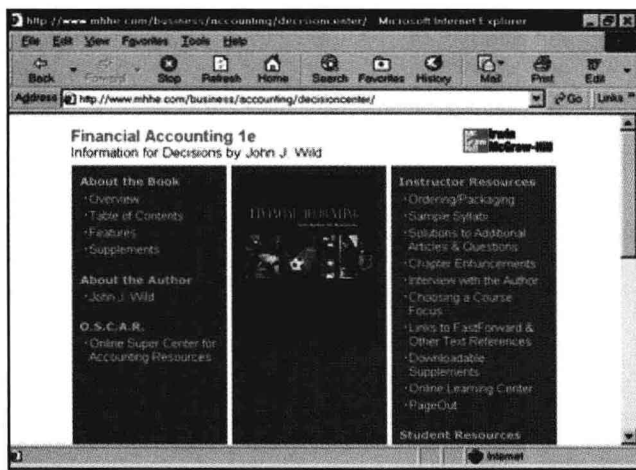 http://www.mhhe.com/business/accounting/decisioncenter/ - Microsoft Internet Explorer
File Edit View Favorites Tools Help
Back Forward Stop Refresh Home Search Favorites History Mail Print Edit
Address http://www.mhhe.com/business/accounting/decisioncenter/ Go Links »
Financial Accounting 1e
Information for Decisions by John J. Wild
Irwin
McGraw-Hill
About the Book
·Overview
·Table of Contents
·Features
·Supplements
About the Author
·John J. Wild
O.S.C.A.R.
·Online Super Center for
Accounting Resources
FINANCIAL ACCOUNTING
Instructor Resources
·Ordering/Packaging
·Sample Syllabi
·Solutions to Additional
Articles & Questions
·Chapter Enhancements
·Interview with the Author
·Choosing a Course
Focus
·Links to FastForward &
Other Text References
·Downloadable
Supplements
·Online Learning Center
·PageOut
Student Resources
Internet